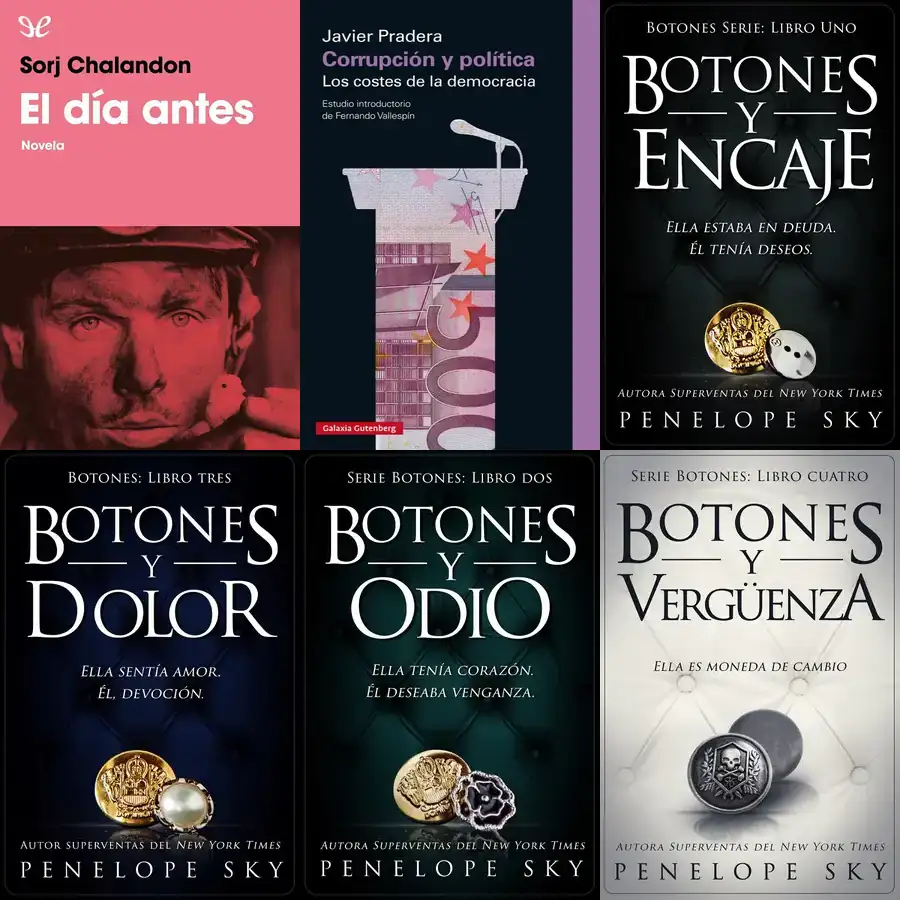 Sorj Chalandon
El día antes
Novela
Javier Pradera
Corrupción y política
Los costes de la democracia
Estudio introductorio
de Fernando Vallespín
500
Galaxia Gutenberg
Botones Serie: Libro Uno
Botones
Y
Encaje
Ella estaba en deuda.
Él tenía deseos.
Autora Superventas del New York Times
Penelope Sky
Botones: Libro tres
Botones
Y
Dolor
Ella sentía amor.
Él, devoción.
Autor superventas del New York Times
Penelope Sky
Serie Botones: Libro dos
Botones
Y
Odio
Ella tenía corazón.
Él deseaba venganza.
Autora Superventas del New York Times
Penelope Sky
Serie Botones: Libro cuatro
Botones
Y
Vergüenza
Ella es moneda de cambio
Autora Superventas del New York Times
Penelope Sky